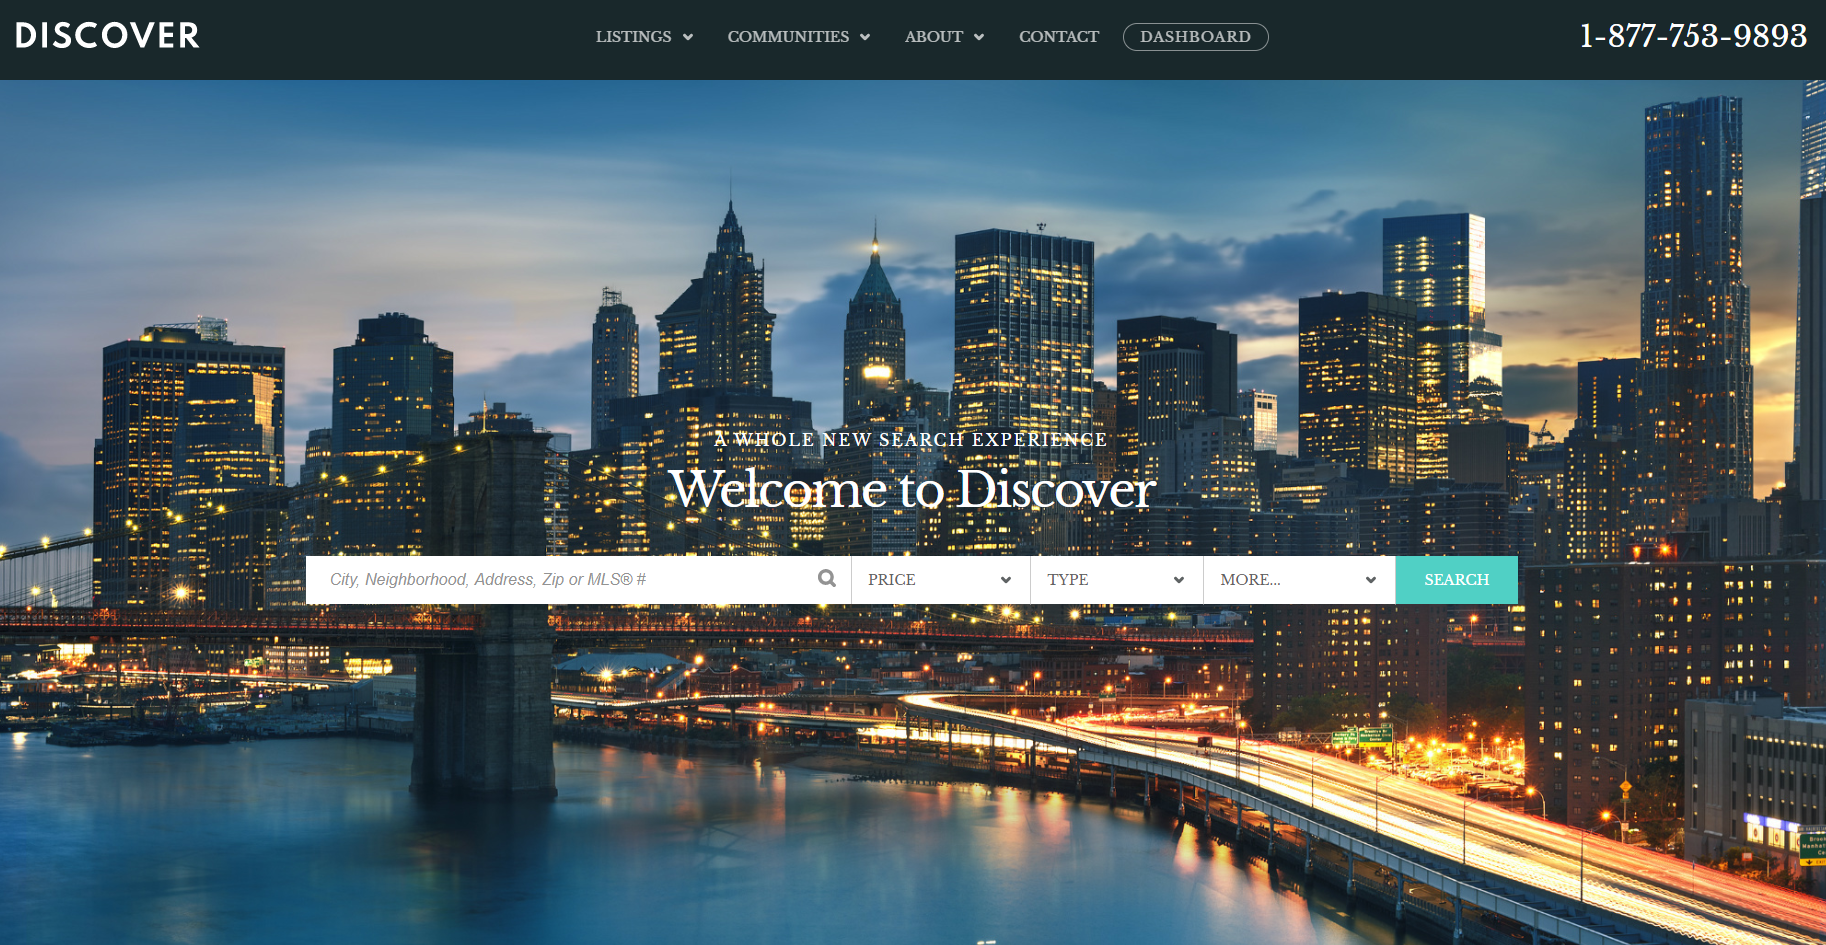 DISCOVER
LISTINGS
COMMUNITIES
ABOUT
CONTACT
DASHBOARD
1-877-753-9893
A WHOLE NEW SEARCH EXPERIENCE
Welcome to Discover
City, Neighborhood, Address, Zip or MLS® #
PRICE
TYPE
MORE...
SEARCH